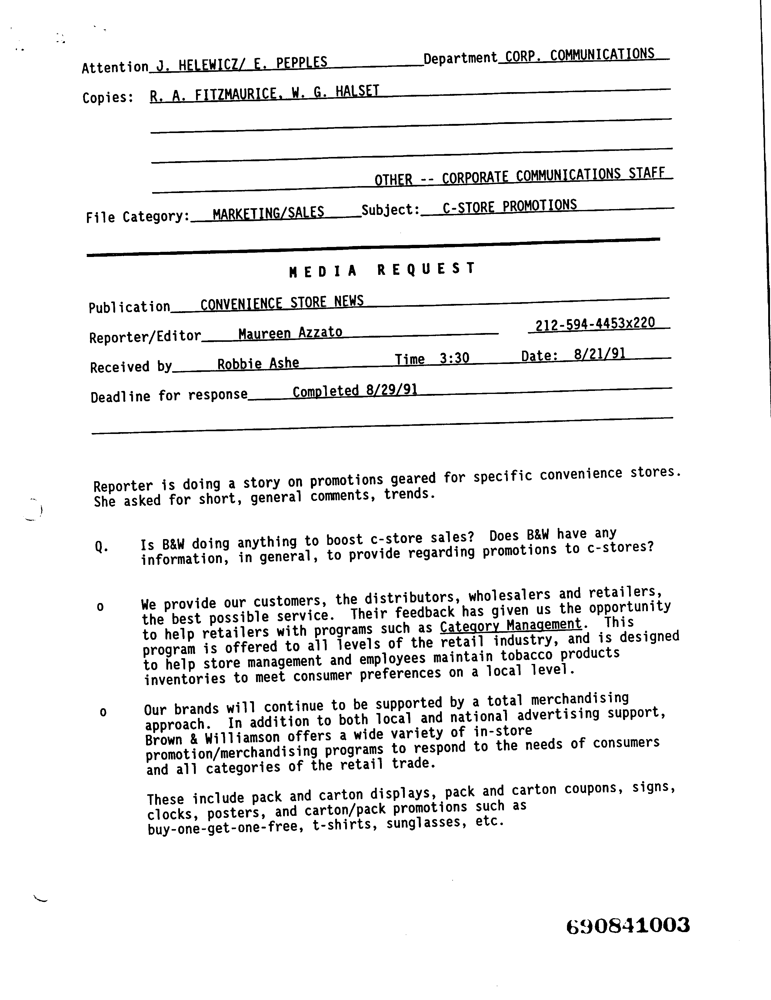 Attention J. HELEWICZ/ E. PEPPLES Department CORP. COMMUNICATIONS
Copies: R. A. FITZMAURICE, W. G. HALSET
OTHER -- CORPORATE COMMUNICATIONS STAFF
File Category: MARKETING/SALES Subject: C-STORE PROMOTIONS
MEDIA REQUEST
Publication CONVENIENCE STORE NEWS
Reporter/Editor Maureen Azzato 212-594-4453x220
Received by Robbie Ashe Time 3:30 Date: 8/21/91
Deadline for response Completed 8/29/91
Reporter is doing a story on promotions geared for specific convenience stores.
She asked for short, general comments, trends.
Q. Is B&W doing anything to boost c-store sales? Does B&W have any
information, in general, to provide regarding promotions to c-stores?
o We provide our customers, the distributors, wholesalers and retailers,
the best possible service. Their feedback has given us the opportunity
to help retailers with programs such as Category Management. This
program is offered to all levels of the retail industry, and is designed
to help store management and employees maintain tobacco products
inventories to meet consumer preferences on a local level.
o Our brands will continue to be supported by a total merchandising
approach. In addition to both local and national advertising support,
Brown & Williamson offers a wide variety of in-store
promotion/merchandising programs to respond to the needs of consumers
and all categories of the retail trade.
These include pack and carton displays, pack and carton coupons, signs,
clocks, posters, and carton/pack promotions such as
buy-one-get-one-free, t-shirts, sunglasses, etc.
690841003